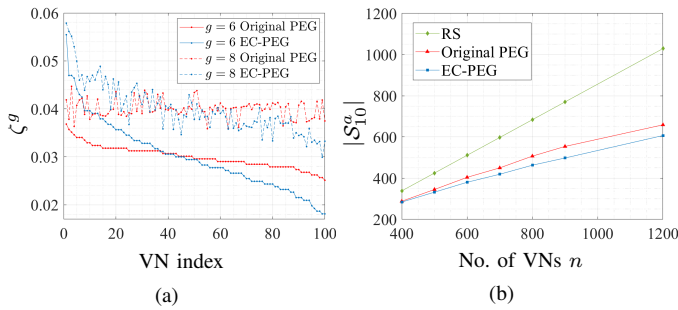 0.06
0.05
0.04
0.03
0.02
ζ^g
g = 6 Original PEG
g = 6 EC-PEG
g = 8 Original PEG
g = 8 EC-PEG
0 20 40 60 80 100
VN index
(a)
1200
1000
800
600
400
200
|S^a_10|
RS
Original PEG
EC-PEG
400 600 800 1000 1200
No. of VNs n
(b)